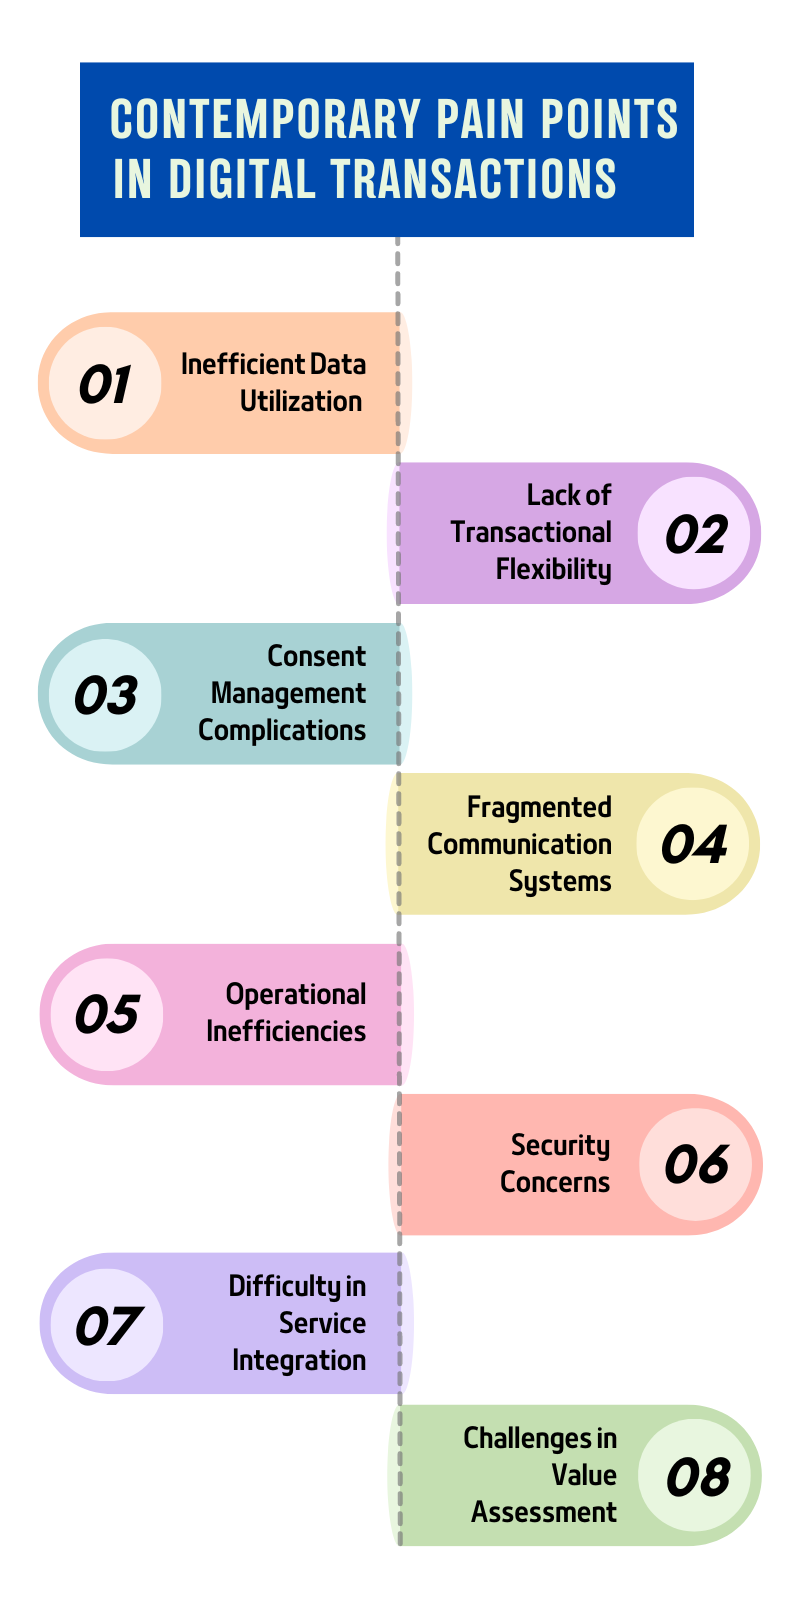 CONTEMPORARY PAIN POINTS
IN DIGITAL TRANSACTIONS
01
Inefficient Data
Utilization
Lack of
Transactional
Flexibility
02
03
Consent
Management
Complications
Fragmented
Communication
Systems
04
05
Operational
Inefficiencies
Security
Concerns
06
07
Difficulty in
Service
Integration
Challenges in
Value
Assessment
08